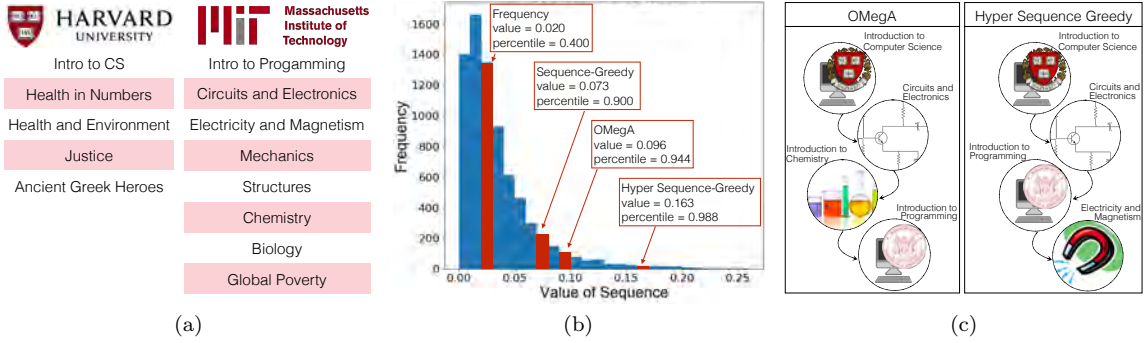 HARVARD
UNIVERSITY
Massachusetts
Institute of
Technology
Intro to CS
Health in Numbers
Health and Environment
Justice
Ancient Greek Heroes
Intro to Progamming
Circuits and Electronics
Electricity and Magnetism
Mechanics
Structures
Chemistry
Biology
Global Poverty
(a)
Frequency
1600
1400
1200
1000
800
600
400
200
0
0.00
0.05
0.10
0.15
0.20
0.25
Value of Sequence
Frequency
value = 0.020
percentile = 0.400
Sequence-Greedy
value = 0.073
percentile = 0.900
OMegA
value = 0.096
percentile = 0.944
Hyper Sequence-Greedy
value = 0.163
percentile = 0.988
(b)
OMegA
Introduction to
Computer Science
Circuits and
Electronics
Introduction to
Chemistry
Introduction to
Programming
Hyper Sequence Greedy
Introduction to
Computer Science
Circuits and
Electronics
Introduction to
Programming
Electricity and
Magnetism
(c)